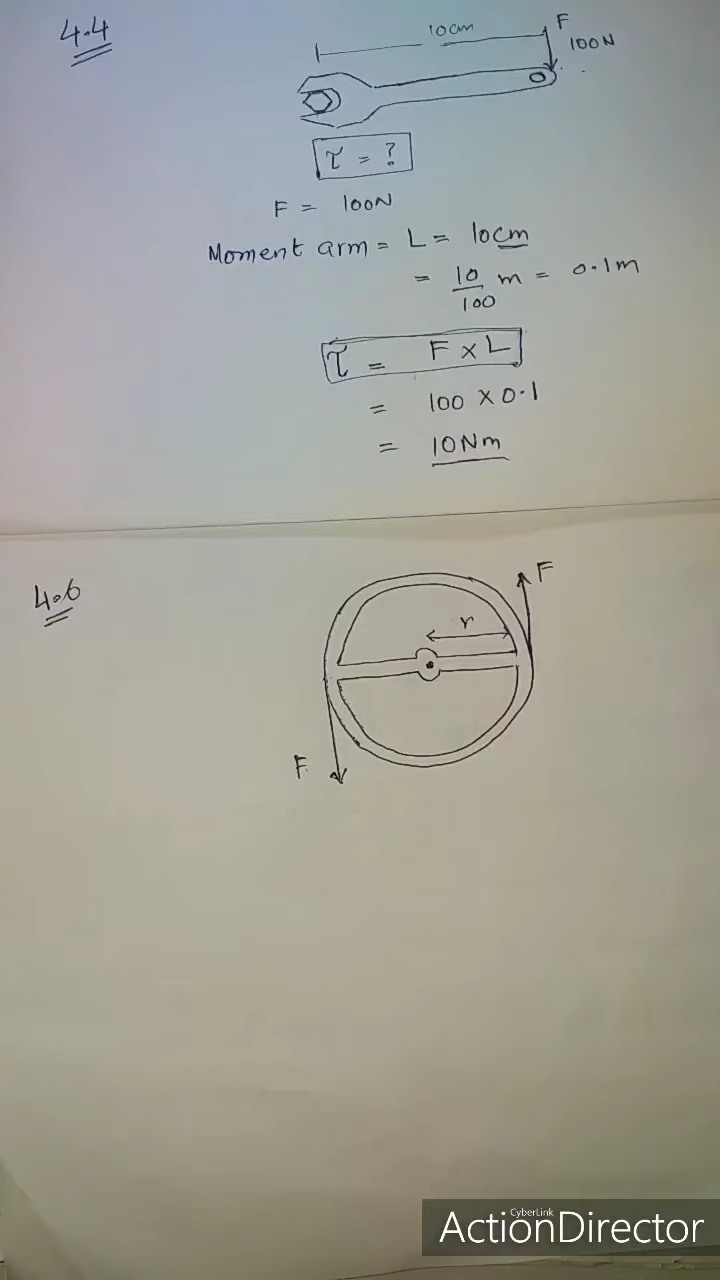 4.4
10cm
F
100N
τ = ?
F = 100N
Moment arm = L = 10cm
= 10/100 m = 0.1m
τ = F × L
= 100 × 0.1
= 10Nm
4.6
F
r
F
CyberLink
ActionDirector